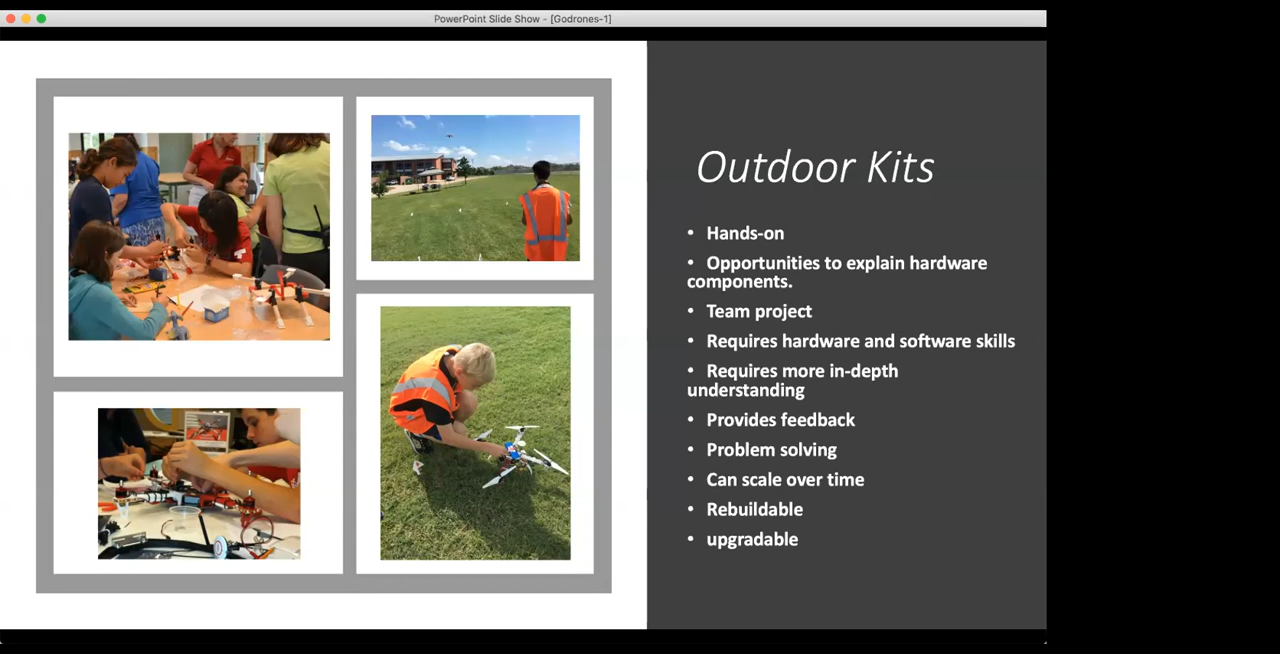 PowerPoint Slide Show - [Godrones-1]
Outdoor Kits
• Hands-on
• Opportunities to explain hardware
components.
• Team project
• Requires hardware and software skills
• Requires more in-depth
understanding
• Provides feedback
• Problem solving
• Can scale over time
• Rebuildable
• upgradable